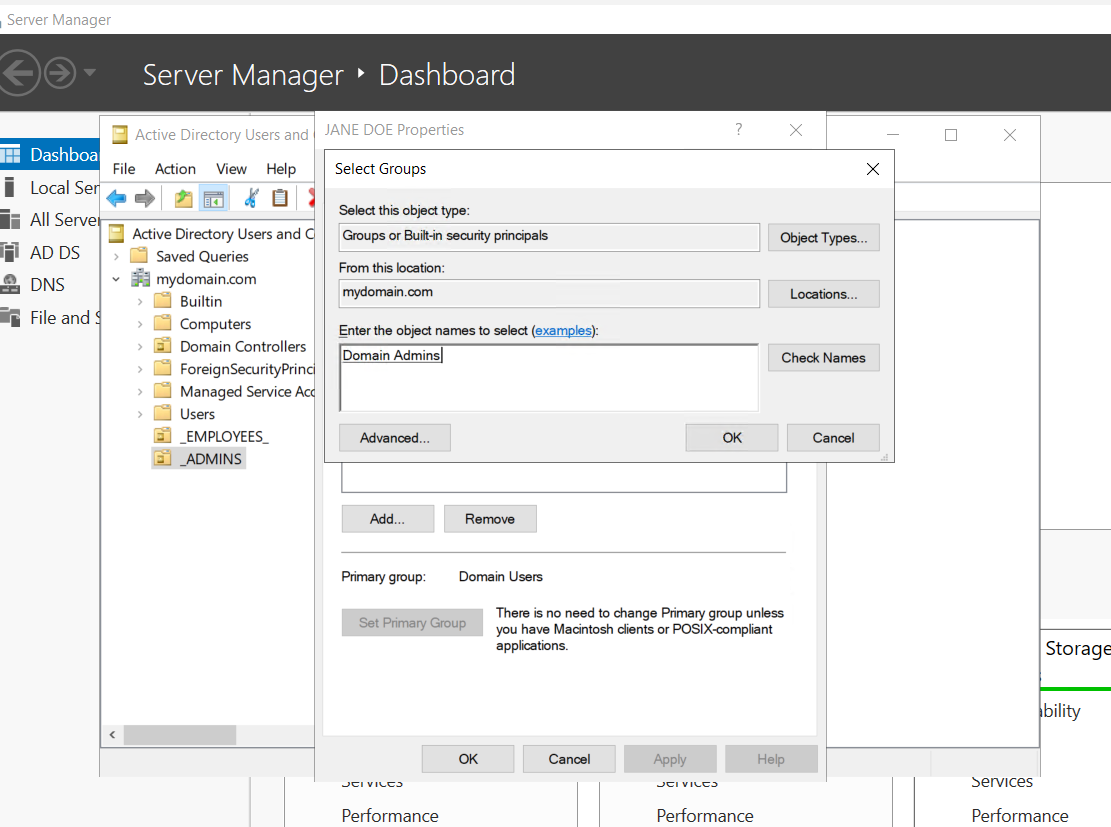 Server Manager
Server Manager ‣ Dashboard
Dashboa
Local Ser
All Server
AD DS
DNS
File and S
Active Directory Users and
File Action View Help
Active Directory Users and C
Saved Queries
mydomain.com
Builtin
Computers
Domain Controllers
ForeignSecurityPrinci
Managed Service Acc
Users
_EMPLOYEES_
_ADMINS
JANE DOE Properties
?
Select Groups
Select this object type:
Groups or Built-in security principals
Object Types...
From this location:
mydomain.com
Locations...
Enter the object names to select (examples):
Domain Admins
Check Names
Advanced...
OK
Cancel
Add...
Remove
Primary group: Domain Users
Set Primary Group
There is no need to change Primary group unless
you have Macintosh clients or POSIX-compliant
applications.
OK
Cancel
Apply
Help
Storage
ability
Services
Performance
Services
Performance
Services
Performance